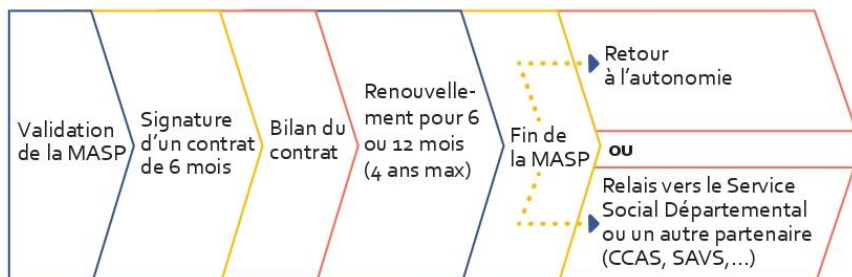 Validation
de la MASP
Signature
d'un contrat
de 6 mois
Bilan du
contrat
Renouvelle-
ment pour 6
ou 12 mois
(4 ans max)
Fin de
la MASP
Retour
à l'autonomie
OU
Relais vers le Service
Social Départemental
ou un autre partenaire
(CCAS, SAVS,...)